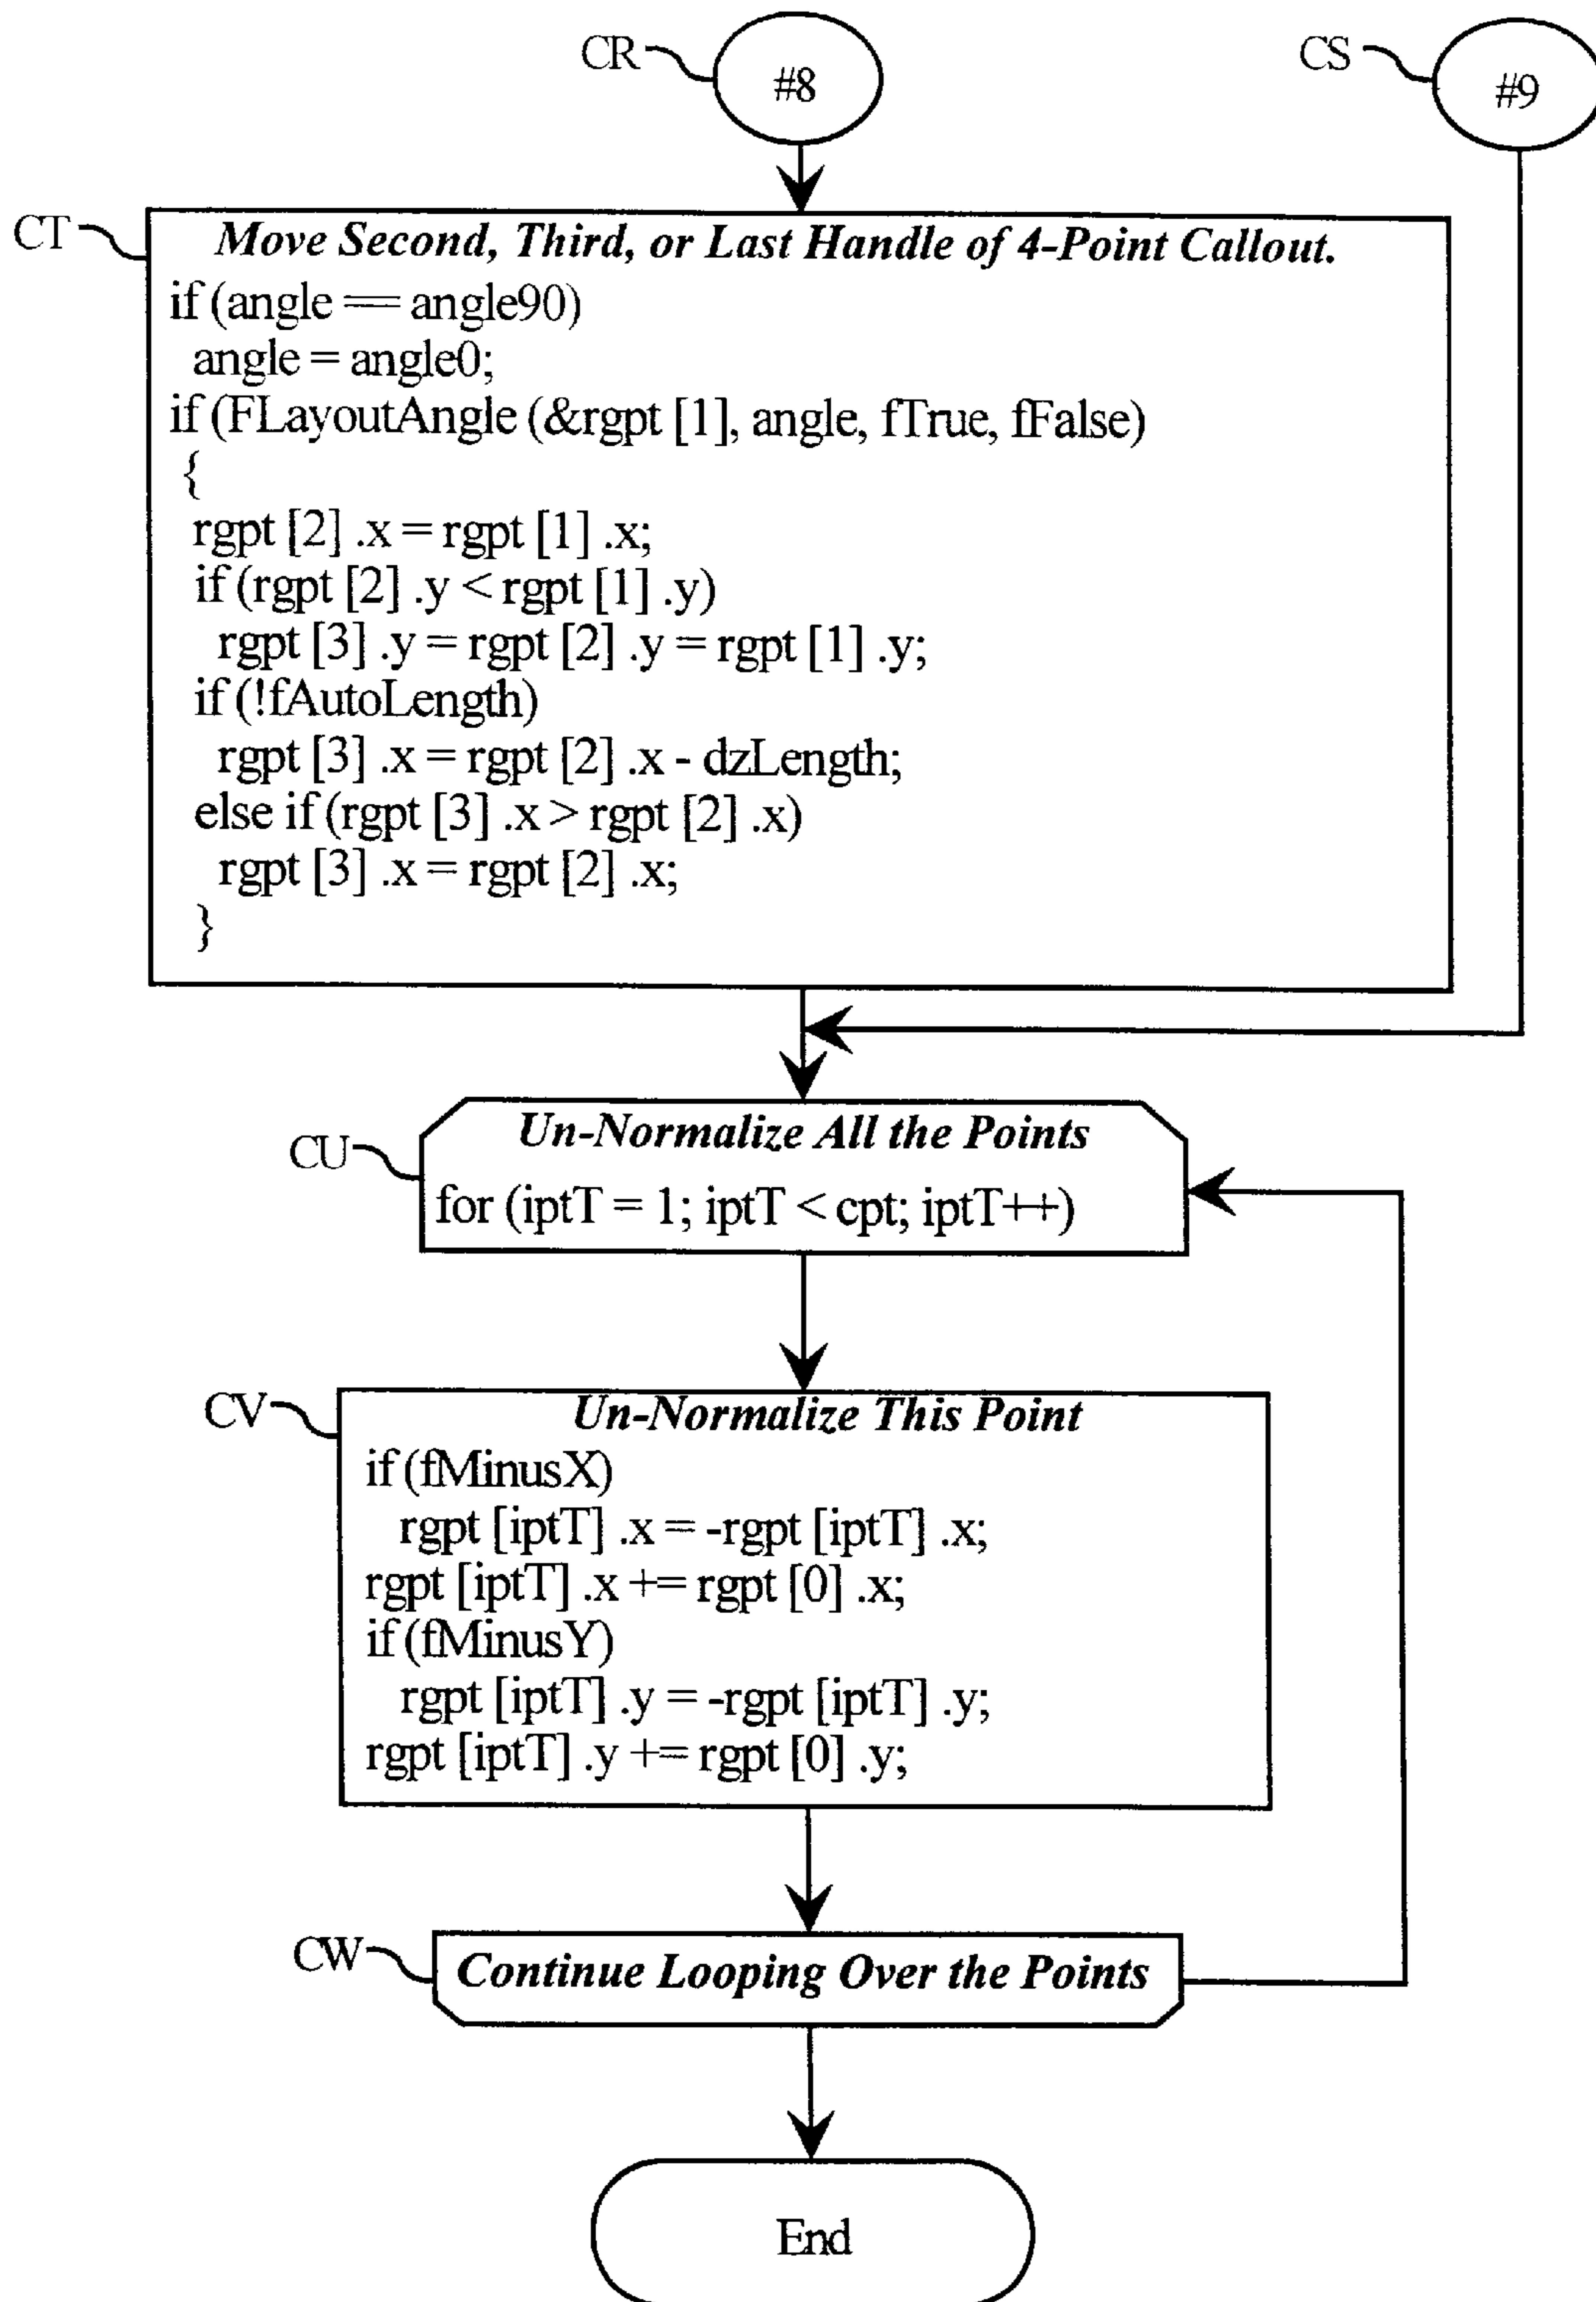 CR
#8
CS
#9
CT
Move Second, Third, or Last Handle of 4-Point Callout.
if (angle == angle90)
angle = angle0;
if (FLayoutAngle (&rgpt [1], angle, fTrue, fFalse)
{
rgpt [2] .x = rgpt [1] .x;
if (rgpt [2] .y < rgpt [1] .y)
rgpt [3] .y = rgpt [2] .y = rgpt [1] .y;
if (!fAutoLength)
rgpt [3] .x = rgpt [2] .x - dzLength;
else if (rgpt [3] .x > rgpt [2] .x)
rgpt [3] .x = rgpt [2] .x;
}
CU
Un-Normalize All the Points
for (iptT = 1; iptT < cpt; iptT++)
CV
Un-Normalize This Point
if (fMinusX)
rgpt [iptT] .x = -rgpt [iptT] .x;
rgpt [iptT] .x += rgpt [0] .x;
if (fMinusY)
rgpt [iptT] .y = -rgpt [iptT] .y;
rgpt [iptT] .y += rgpt [0] .y;
CW
Continue Looping Over the Points
End